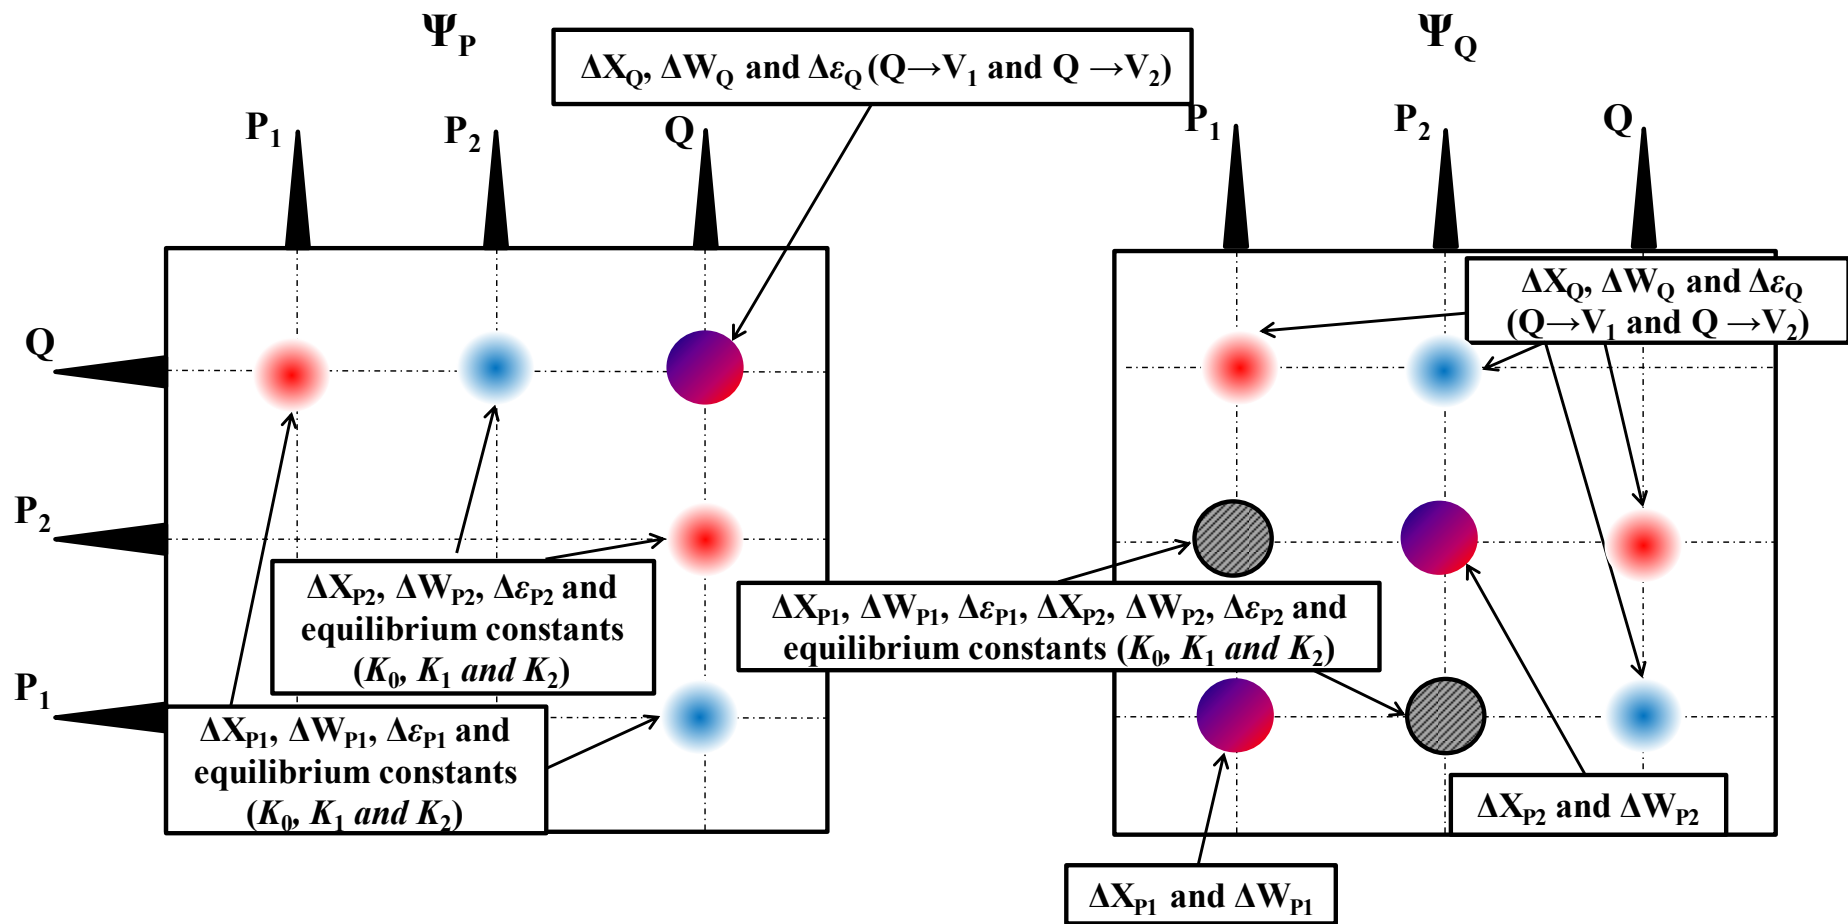 Ψ_P
ΔX_Q, ΔW_Q and Δε_Q (Q→V_1 and Q →V_2)
P_1
P_2
Q
Q
P_2
P_1
ΔX_P2, ΔW_P2, Δε_P2 and
equilibrium constants
(K_0, K_1 and K_2)
ΔX_P1, ΔW_P1, Δε_P1 and
equilibrium constants
(K_0, K_1 and K_2)
Ψ_Q
P_1
P_2
Q
ΔX_Q, ΔW_Q and Δε_Q
(Q→V_1 and Q →V_2)
ΔX_P1, ΔW_P1, Δε_P1, ΔX_P2, ΔW_P2, Δε_P2 and
equilibrium constants (K_0, K_1 and K_2)
ΔX_P2 and ΔW_P2
ΔX_P1 and ΔW_P1